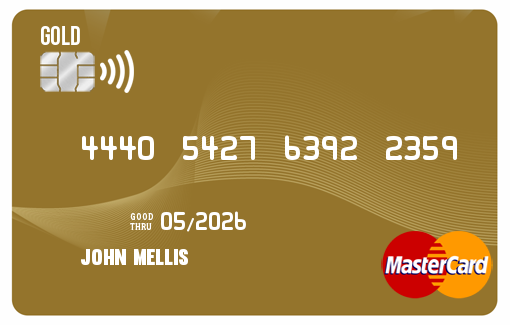 GOLD
4440 5427 6392 2359
GOOD
THRU 05/2026
JOHN MELLIS
MasterCard